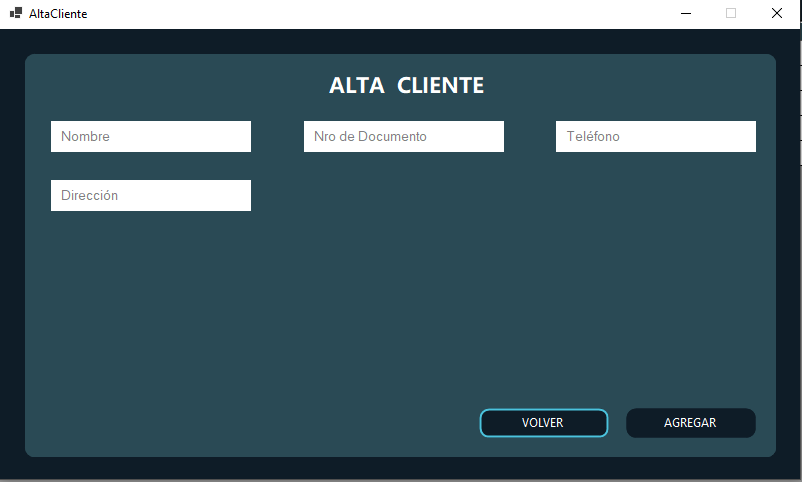 AltaCliente
ALTA CLIENTE
Nombre
Nro de Documento
Teléfono
Dirección
VOLVER
AGREGAR